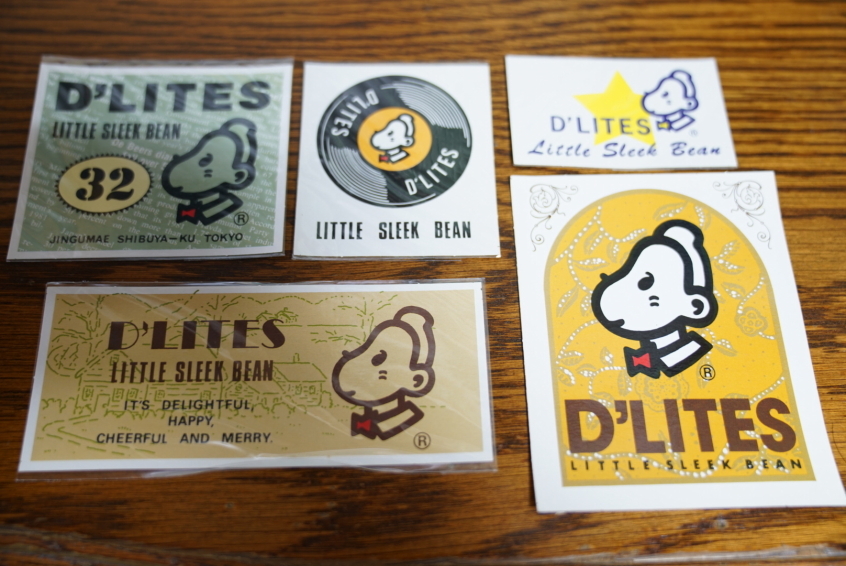 D'LITES
LITTLE SLEEK BEAN
32
®
JINGUMAE SHIBUYA-KU TOKYO
D'LITES
D'LITES
LITTLE SLEEK BEAN
D'LITES
®
Little Sleek Bean
D'LITES
LITTLE SLEEK BEAN
IT'S DELIGHTFUL,
HAPPY,
CHEERFUL AND MERRY.
®
®
D'LITES
LITTLE SLEEK BEAN